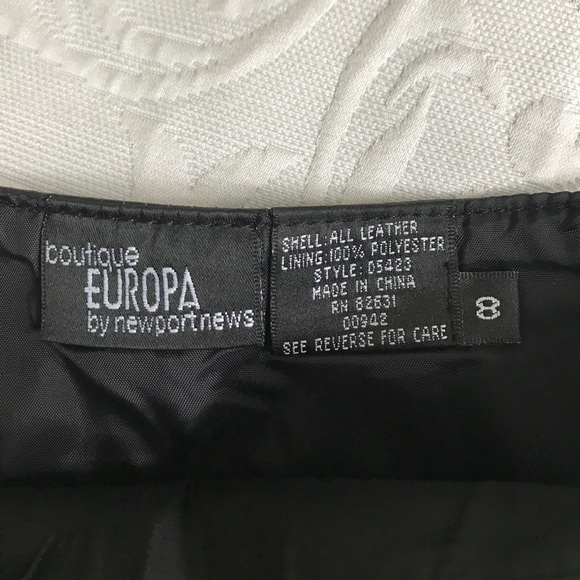 boutique
EUROPA
by newportnews
SHELL: ALL LEATHER
LINING: 100% POLYESTER
STYLE: 05423
MADE IN CHINA
RN 82631
00942
SEE REVERSE FOR CARE
8